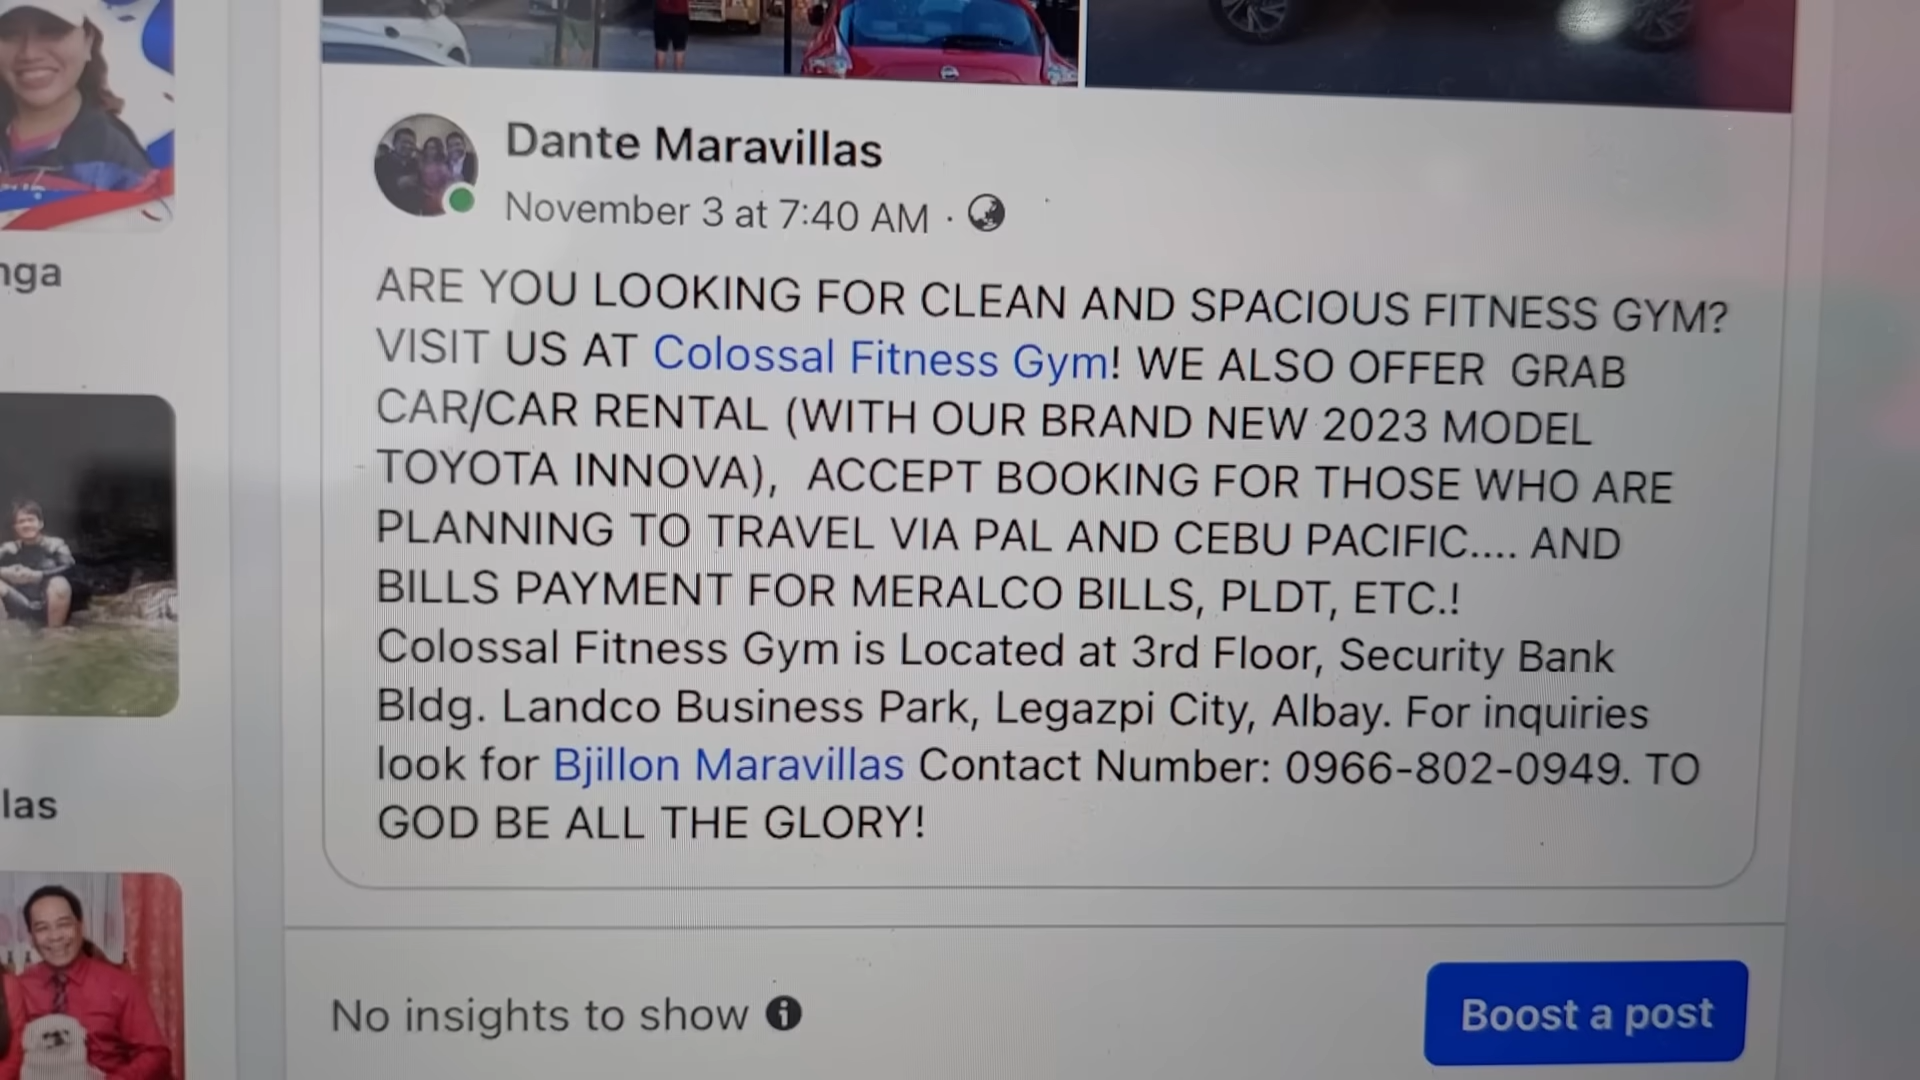 Dante Maravillas
November 3 at 7:40 AM ·
ARE YOU LOOKING FOR CLEAN AND SPACIOUS FITNESS GYM?
VISIT US AT Colossal Fitness Gym! WE ALSO OFFER GRAB
CAR/CAR RENTAL (WITH OUR BRAND NEW 2023 MODEL
TOYOTA INNOVA), ACCEPT BOOKING FOR THOSE WHO ARE
PLANNING TO TRAVEL VIA PAL AND CEBU PACIFIC.... AND
BILLS PAYMENT FOR MERALCO BILLS, PLDT, ETC.!
Colossal Fitness Gym is Located at 3rd Floor, Security Bank
Bldg. Landco Business Park, Legazpi City, Albay. For inquiries
look for Bjillon Maravillas Contact Number: 0966-802-0949. TO
GOD BE ALL THE GLORY!
nga
las
No insights to show
Boost a post